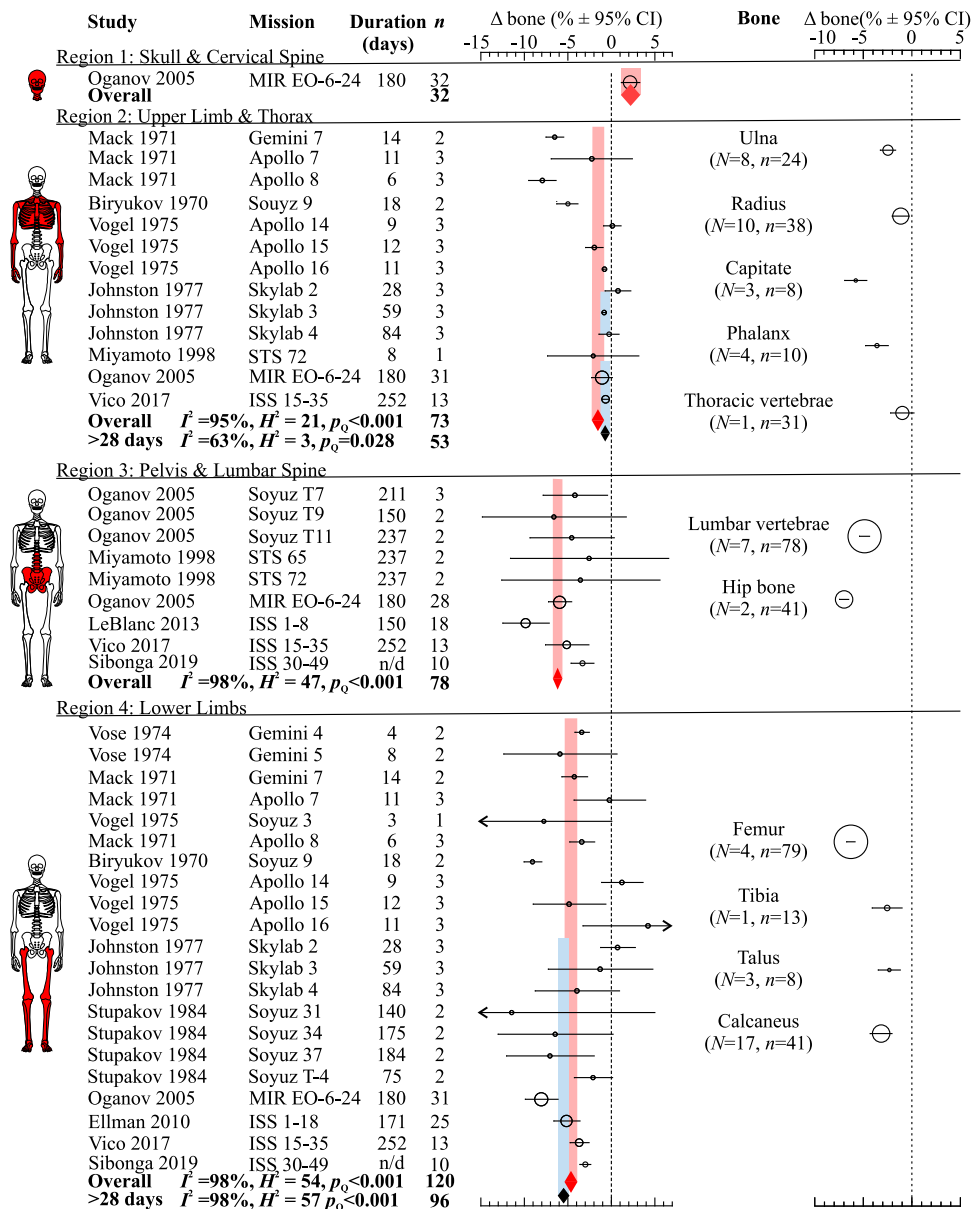 Study Mission Duration (days) n Δ bone (% ± 95% CI) Bone Δ bone(% ± 95% CI)
-15 -10 -5 0 5 -10 -5 0 5
Region 1: Skull & Cervical Spine
Oganov 2005 MIR EO-6-24 180 32
Overall 32
Region 2: Upper Limb & Thorax
Mack 1971 Gemini 7 14 2
Mack 1971 Apollo 7 11 3
Mack 1971 Apollo 8 6 3
Biryukov 1970 Souyz 9 18 2
Vogel 1975 Apollo 14 9 3
Vogel 1975 Apollo 15 12 3
Vogel 1975 Apollo 16 11 3
Johnston 1977 Skylab 2 28 3
Johnston 1977 Skylab 3 59 3
Johnston 1977 Skylab 4 84 3
Miyamoto 1998 STS 72 8 1
Oganov 2005 MIR EO-6-24 180 31
Vico 2017 ISS 15-35 252 13
Overall I² =95%, H² = 21, pQ<0.001 73
>28 days I² =63%, H² = 3, pQ=0.028 53
Ulna
(N=8, n=24)
Radius
(N=10, n=38)
Capitate
(N=3, n=8)
Phalanx
(N=4, n=10)
Thoracic vertebrae
(N=1, n=31)
Region 3: Pelvis & Lumbar Spine
Oganov 2005 Soyuz T7 211 3
Oganov 2005 Soyuz T9 150 2
Oganov 2005 Soyuz T11 237 2
Miyamoto 1998 STS 65 237 2
Miyamoto 1998 STS 72 237 2
Oganov 2005 MIR EO-6-24 180 28
LeBlanc 2013 ISS 1-8 150 18
Vico 2017 ISS 15-35 252 13
Sibonga 2019 ISS 30-49 n/d 10
Overall I² =98%, H² = 47, pQ<0.001 78
Lumbar vertebrae
(N=7, n=78)
Hip bone
(N=2, n=41)
Region 4: Lower Limbs
Vose 1974 Gemini 4 4 2
Vose 1974 Gemini 5 8 2
Mack 1971 Gemini 7 14 2
Mack 1971 Apollo 7 11 3
Vogel 1975 Soyuz 3 3 1
Mack 1971 Apollo 8 6 3
Biryukov 1970 Soyuz 9 18 2
Vogel 1975 Apollo 14 9 3
Vogel 1975 Apollo 15 12 3
Vogel 1975 Apollo 16 11 3
Johnston 1977 Skylab 2 28 3
Johnston 1977 Skylab 3 59 3
Johnston 1977 Skylab 4 84 3
Stupakov 1984 Soyuz 31 140 2
Stupakov 1984 Soyuz 34 175 2
Stupakov 1984 Soyuz 37 184 2
Stupakov 1984 Soyuz T-4 75 2
Oganov 2005 MIR EO-6-24 180 31
Ellman 2010 ISS 1-18 171 25
Vico 2017 ISS 15-35 252 13
Sibonga 2019 ISS 30-49 n/d 10
Overall I² =98%, H² = 54, pQ<0.001 120
>28 days I² =98%, H² = 57 pQ<0.001 96
Femur
(N=4, n=79)
Tibia
(N=1, n=13)
Talus
(N=3, n=8)
Calcaneus
(N=17, n=41)